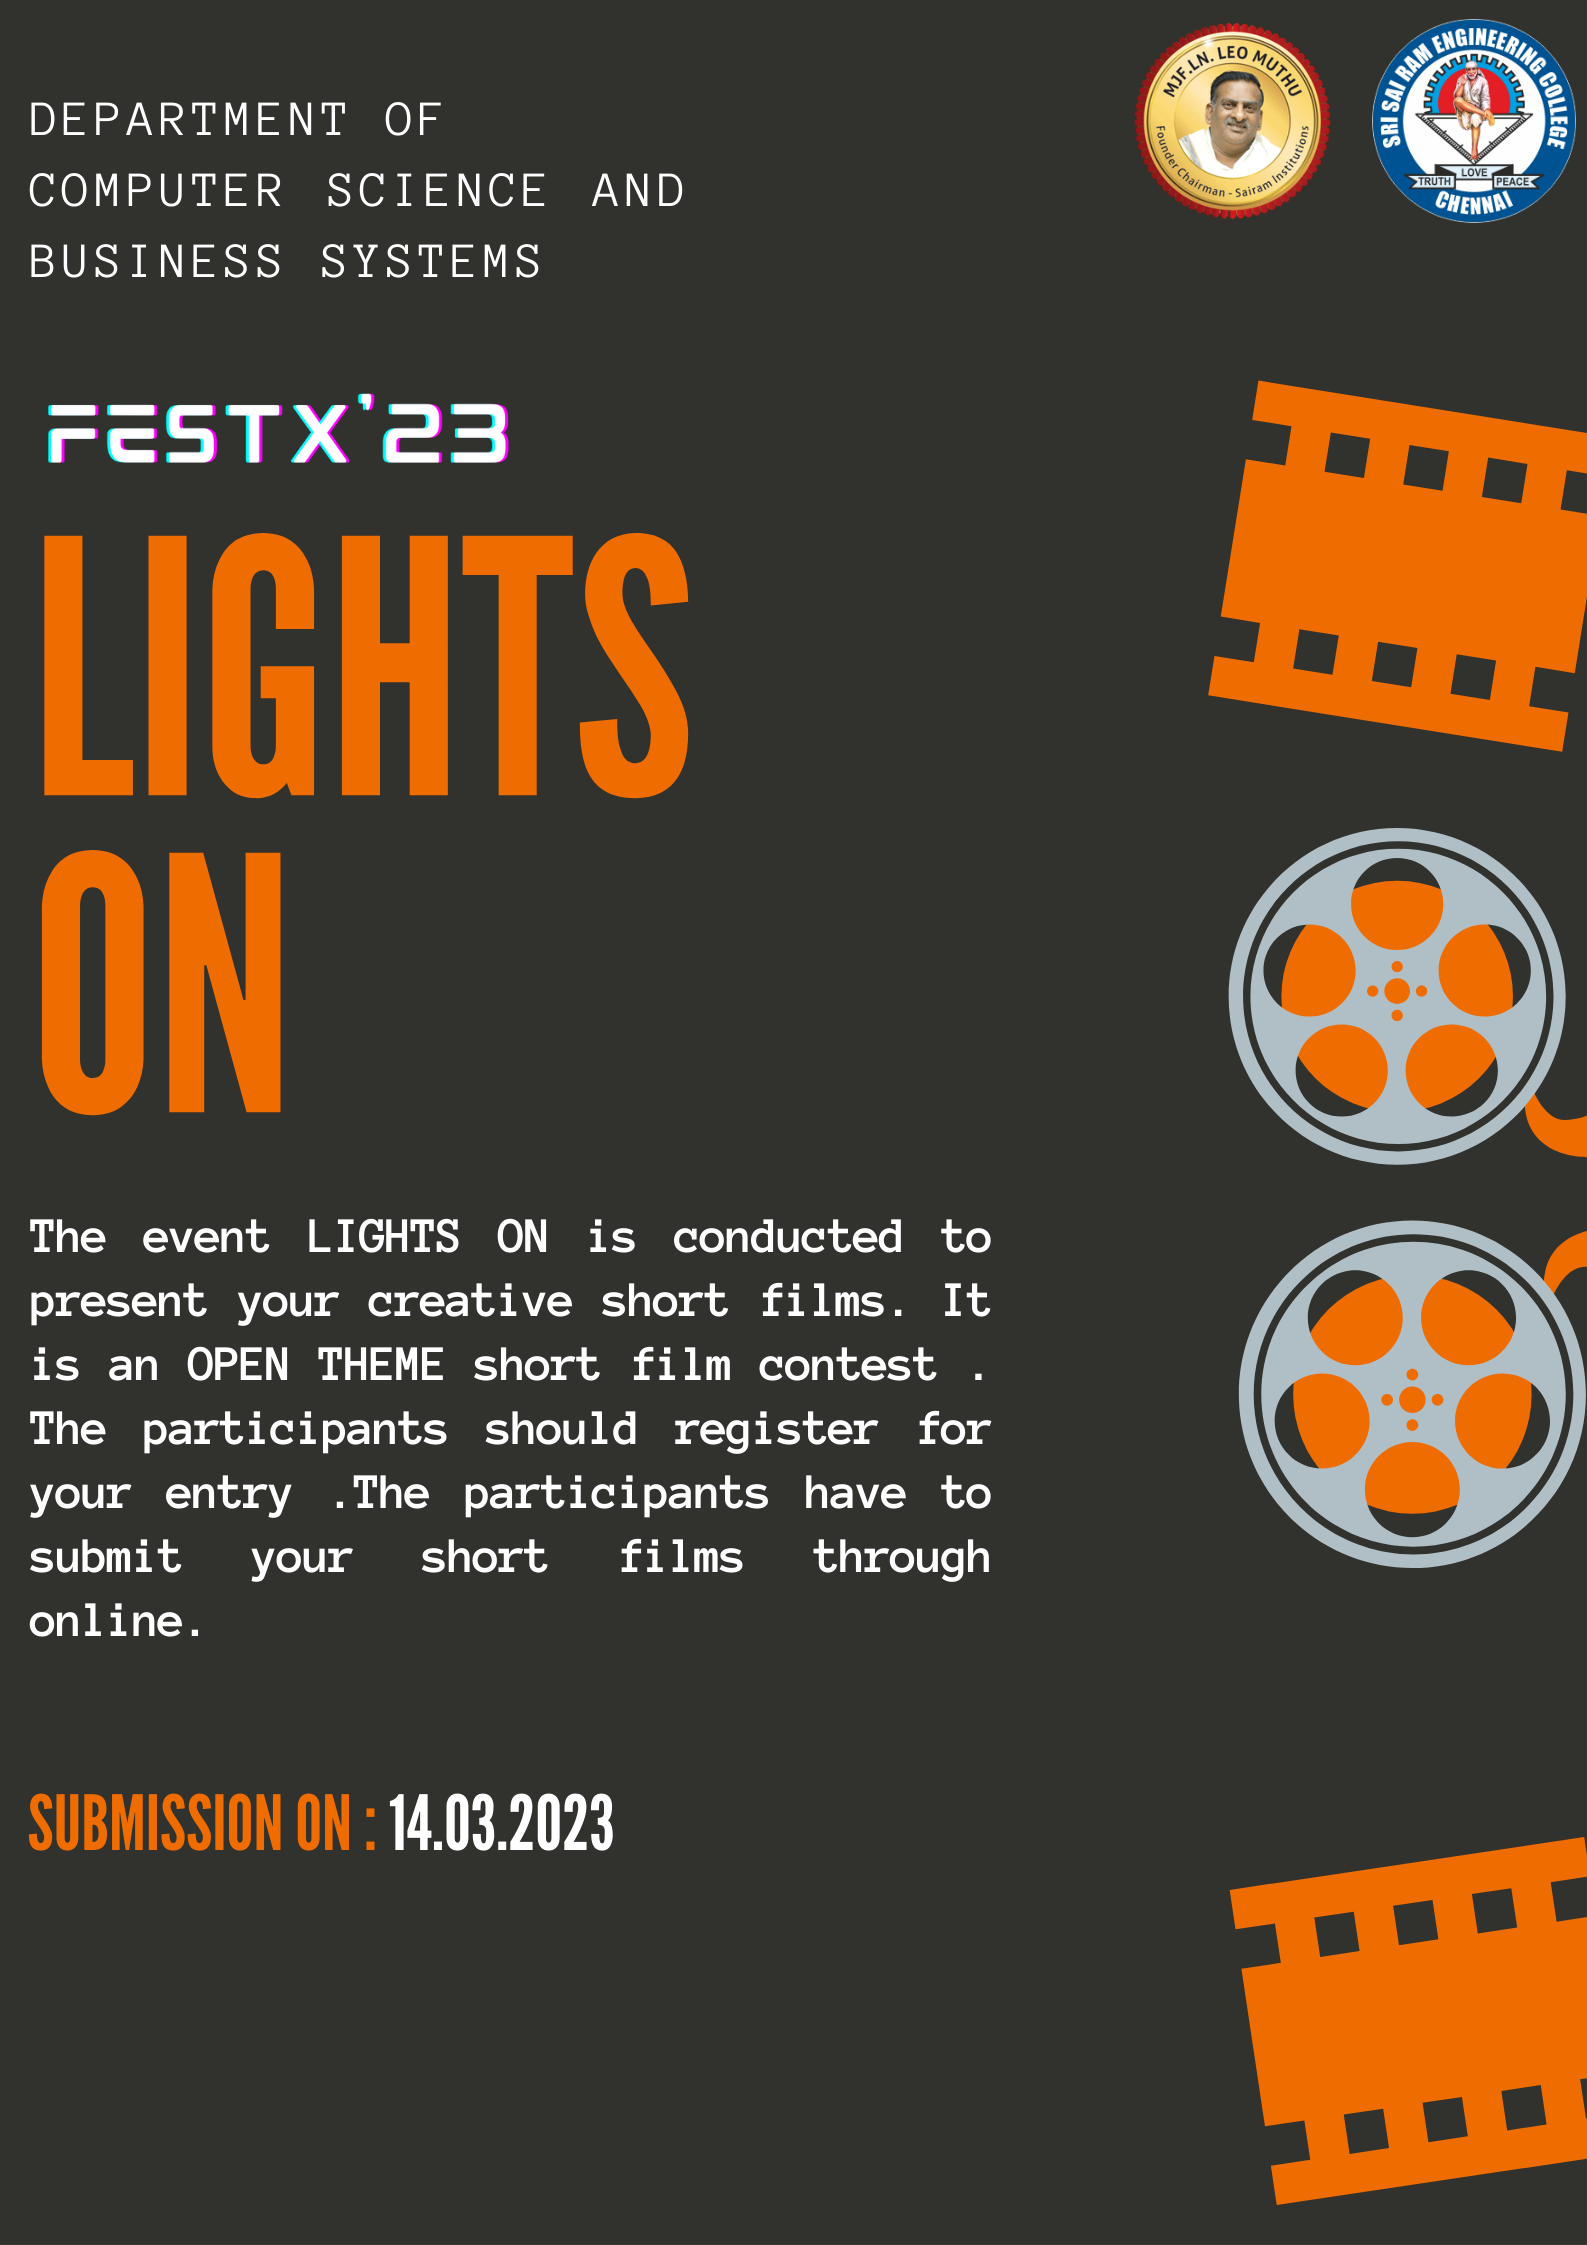 MJF.LN. LEO MUTHU
Founder Chairman - Sairam Institutions
SRI SAI RAM ENGINEERING COLLEGE
TRUTH LOVE PEACE
CHENNAI
DEPARTMENT OF
COMPUTER SCIENCE AND
BUSINESS SYSTEMS
FESTX'23
LIGHTS
ON
The event LIGHTS ON is conducted to
present your creative short films. It
is an OPEN THEME short film contest .
The participants should register for
your entry .The participants have to
submit your short films through
online.
SUBMISSION ON : 14.03.2023